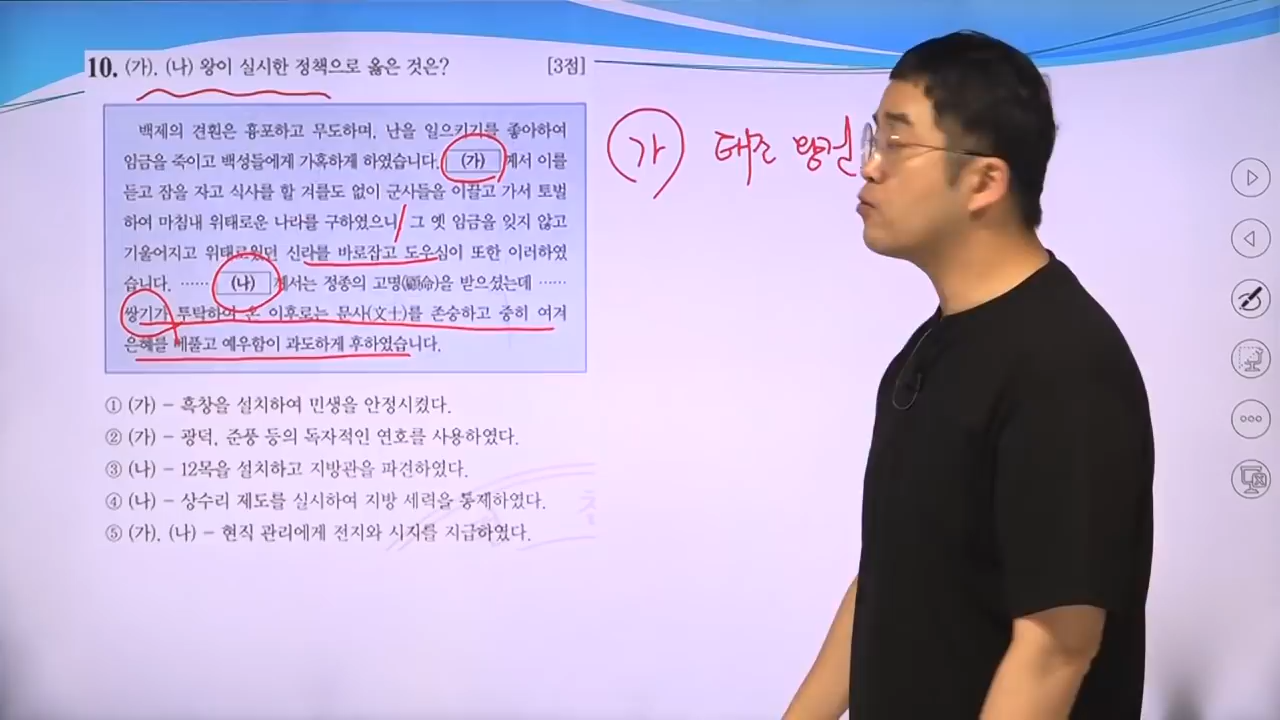 10. (가), (나) 왕이 실시한 정책으로 옳은 것은? [3점]
백제의 견훤은 흉포하고 무도하며, 난을 일으키기를 좋아하여
임금을 죽이고 백성들에게 가혹하게 하였습니다. (가) 께서 이를
듣고 잠을 자고 식사를 할 겨를도 없이 군사들을 이끌고 가서 토벌
하여 마침내 위태로운 나라를 구하였으니 그 옛 임금을 잊지 않고
기울어지고 위태로웠던 신라를 바로잡고 도우심이 또한 이러하였
습니다. …… (나) 께서는 정종의 고명(顧命)을 받으셨는데 ……
쌍기가 투탁하여 온 이후로는 문사(文士)를 존숭하고 중히 여겨
은혜를 베풀고 예우함이 과도하게 후하였습니다.
① (가) - 흑창을 설치하여 민생을 안정시켰다.
② (가) - 광덕, 준풍 등의 독자적인 연호를 사용하였다.
③ (나) - 12목을 설치하고 지방관을 파견하였다.
④ (나) - 상수리 제도를 실시하여 지방 세력을 통제하였다.
⑤ (가), (나) - 현직 관리에게 전지와 시지를 지급하였다.
가 태조 왕건